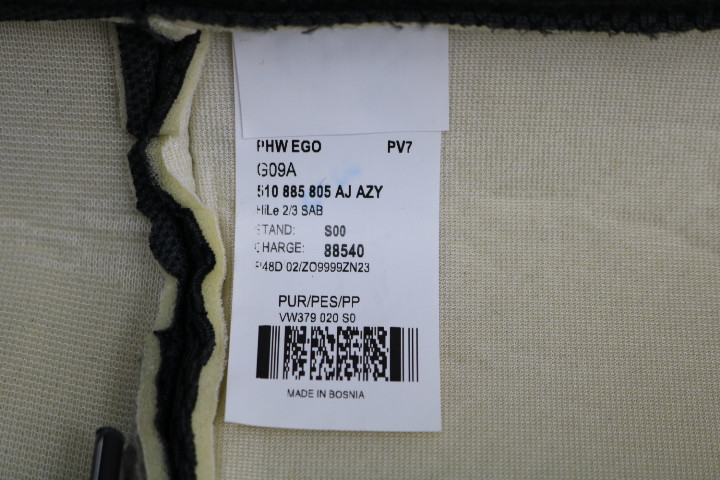 PHW EGO PV7
G09A
510 885 805 AJ AZY
HiLe 2/3 SAB
STAND: S00
CHARGE: 88540
P48D 02/ZO9999ZN23
PUR/PES/PP
VW379 020 S0
MADE IN BOSNIA